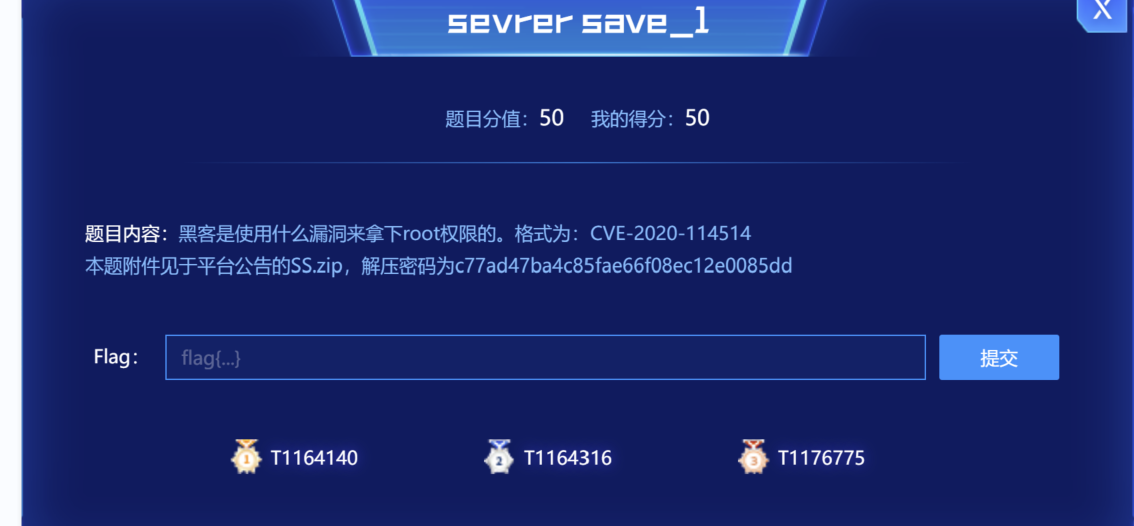 sevrer save_1
X
题目分值：50 我的得分：50
题目内容：黑客是使用什么漏洞来拿下root权限的。格式为：CVE-2020-114514
本题附件见于平台公告的SS.zip，解压密码为c77ad47ba4c85fae66f08ec12e0085dd
Flag： flag{...} 提交
1 T1164140 2 T1164316 3 T1176775